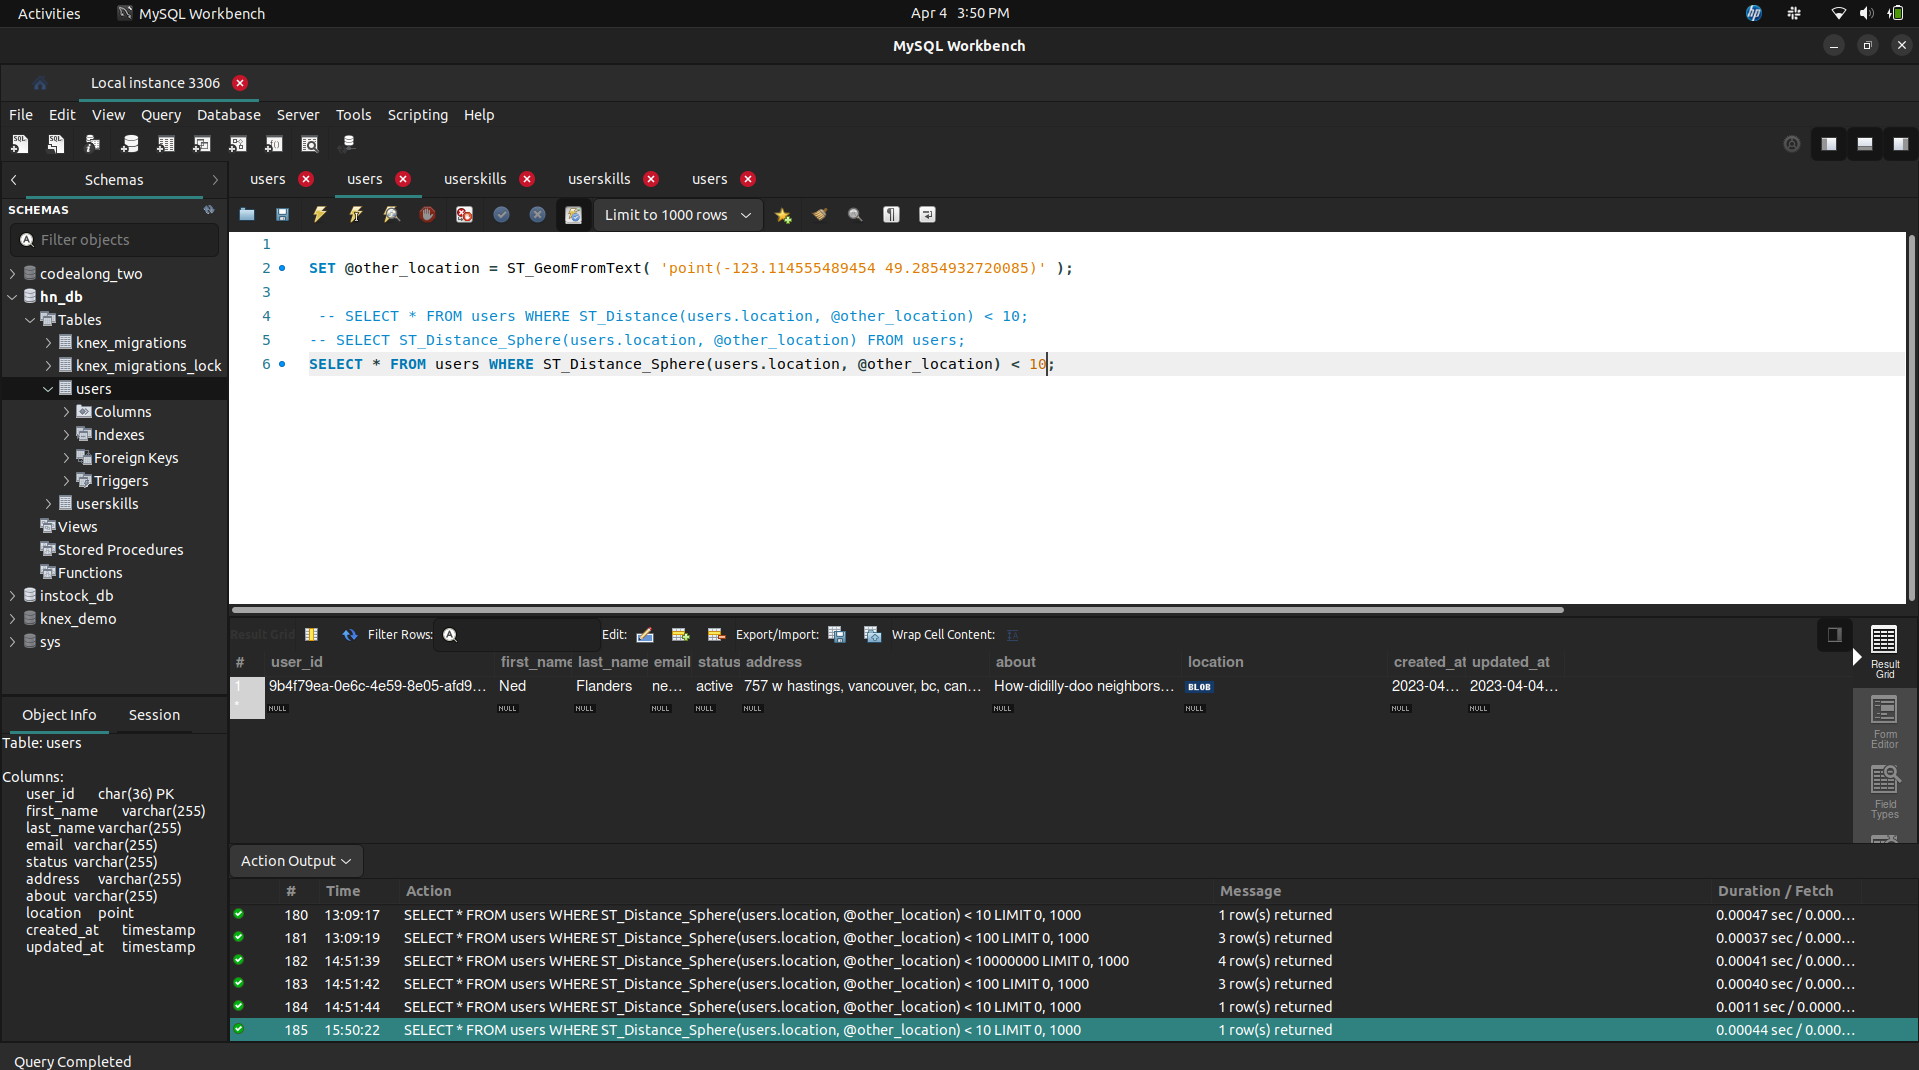 Activities MySQL Workbench Apr 4 3:50 PM
MySQL Workbench
Local instance 3306
File Edit View Query Database Server Tools Scripting Help
Schemas users users userskills userskills users
SCHEMAS
Limit to 1000 rows
Filter objects
codealong_two
hn_db
Tables
knex_migrations
knex_migrations_lock
users
Columns
Indexes
Foreign Keys
Triggers
userskills
Views
Stored Procedures
Functions
instock_db
knex_demo
sys
1
2 SET @other_location = ST_GeomFromText( 'point(-123.114555489454 49.2854932720085)' );
3
4 -- SELECT * FROM users WHERE ST_Distance(users.location, @other_location) < 10;
5 -- SELECT ST_Distance_Sphere(users.location, @other_location) FROM users;
6 SELECT * FROM users WHERE ST_Distance_Sphere(users.location, @other_location) < 10;
Result Grid Filter Rows: Edit: Export/Import: Wrap Cell Content:
# user_id first_name last_name email status address about location created_at updated_at
1 9b4f79ea-0e6c-4e59-8e05-afd9... Ned Flanders ne... active 757 w hastings, vancouver, bc, can... How-didilly-doo neighbors... BLOB 2023-04... 2023-04-04...
* NULL NULL NULL NULL NULL NULL NULL NULL NULL NULL
Result Grid
Form Editor
Field Types
Object Info Session
Table: users
Columns:
user_id char(36) PK
first_name varchar(255)
last_name varchar(255)
email varchar(255)
status varchar(255)
address varchar(255)
about varchar(255)
location point
created_at timestamp
updated_at timestamp
Action Output
# Time Action Message Duration / Fetch
180 13:09:17 SELECT * FROM users WHERE ST_Distance_Sphere(users.location, @other_location) < 10 LIMIT 0, 1000 1 row(s) returned 0.00047 sec / 0.000...
181 13:09:19 SELECT * FROM users WHERE ST_Distance_Sphere(users.location, @other_location) < 100 LIMIT 0, 1000 3 row(s) returned 0.00037 sec / 0.000...
182 14:51:39 SELECT * FROM users WHERE ST_Distance_Sphere(users.location, @other_location) < 10000000 LIMIT 0, 1000 4 row(s) returned 0.00041 sec / 0.000...
183 14:51:42 SELECT * FROM users WHERE ST_Distance_Sphere(users.location, @other_location) < 100 LIMIT 0, 1000 3 row(s) returned 0.00040 sec / 0.000...
184 14:51:44 SELECT * FROM users WHERE ST_Distance_Sphere(users.location, @other_location) < 10 LIMIT 0, 1000 1 row(s) returned 0.0011 sec / 0.0000...
185 15:50:22 SELECT * FROM users WHERE ST_Distance_Sphere(users.location, @other_location) < 10 LIMIT 0, 1000 1 row(s) returned 0.00044 sec / 0.000...
Query Completed